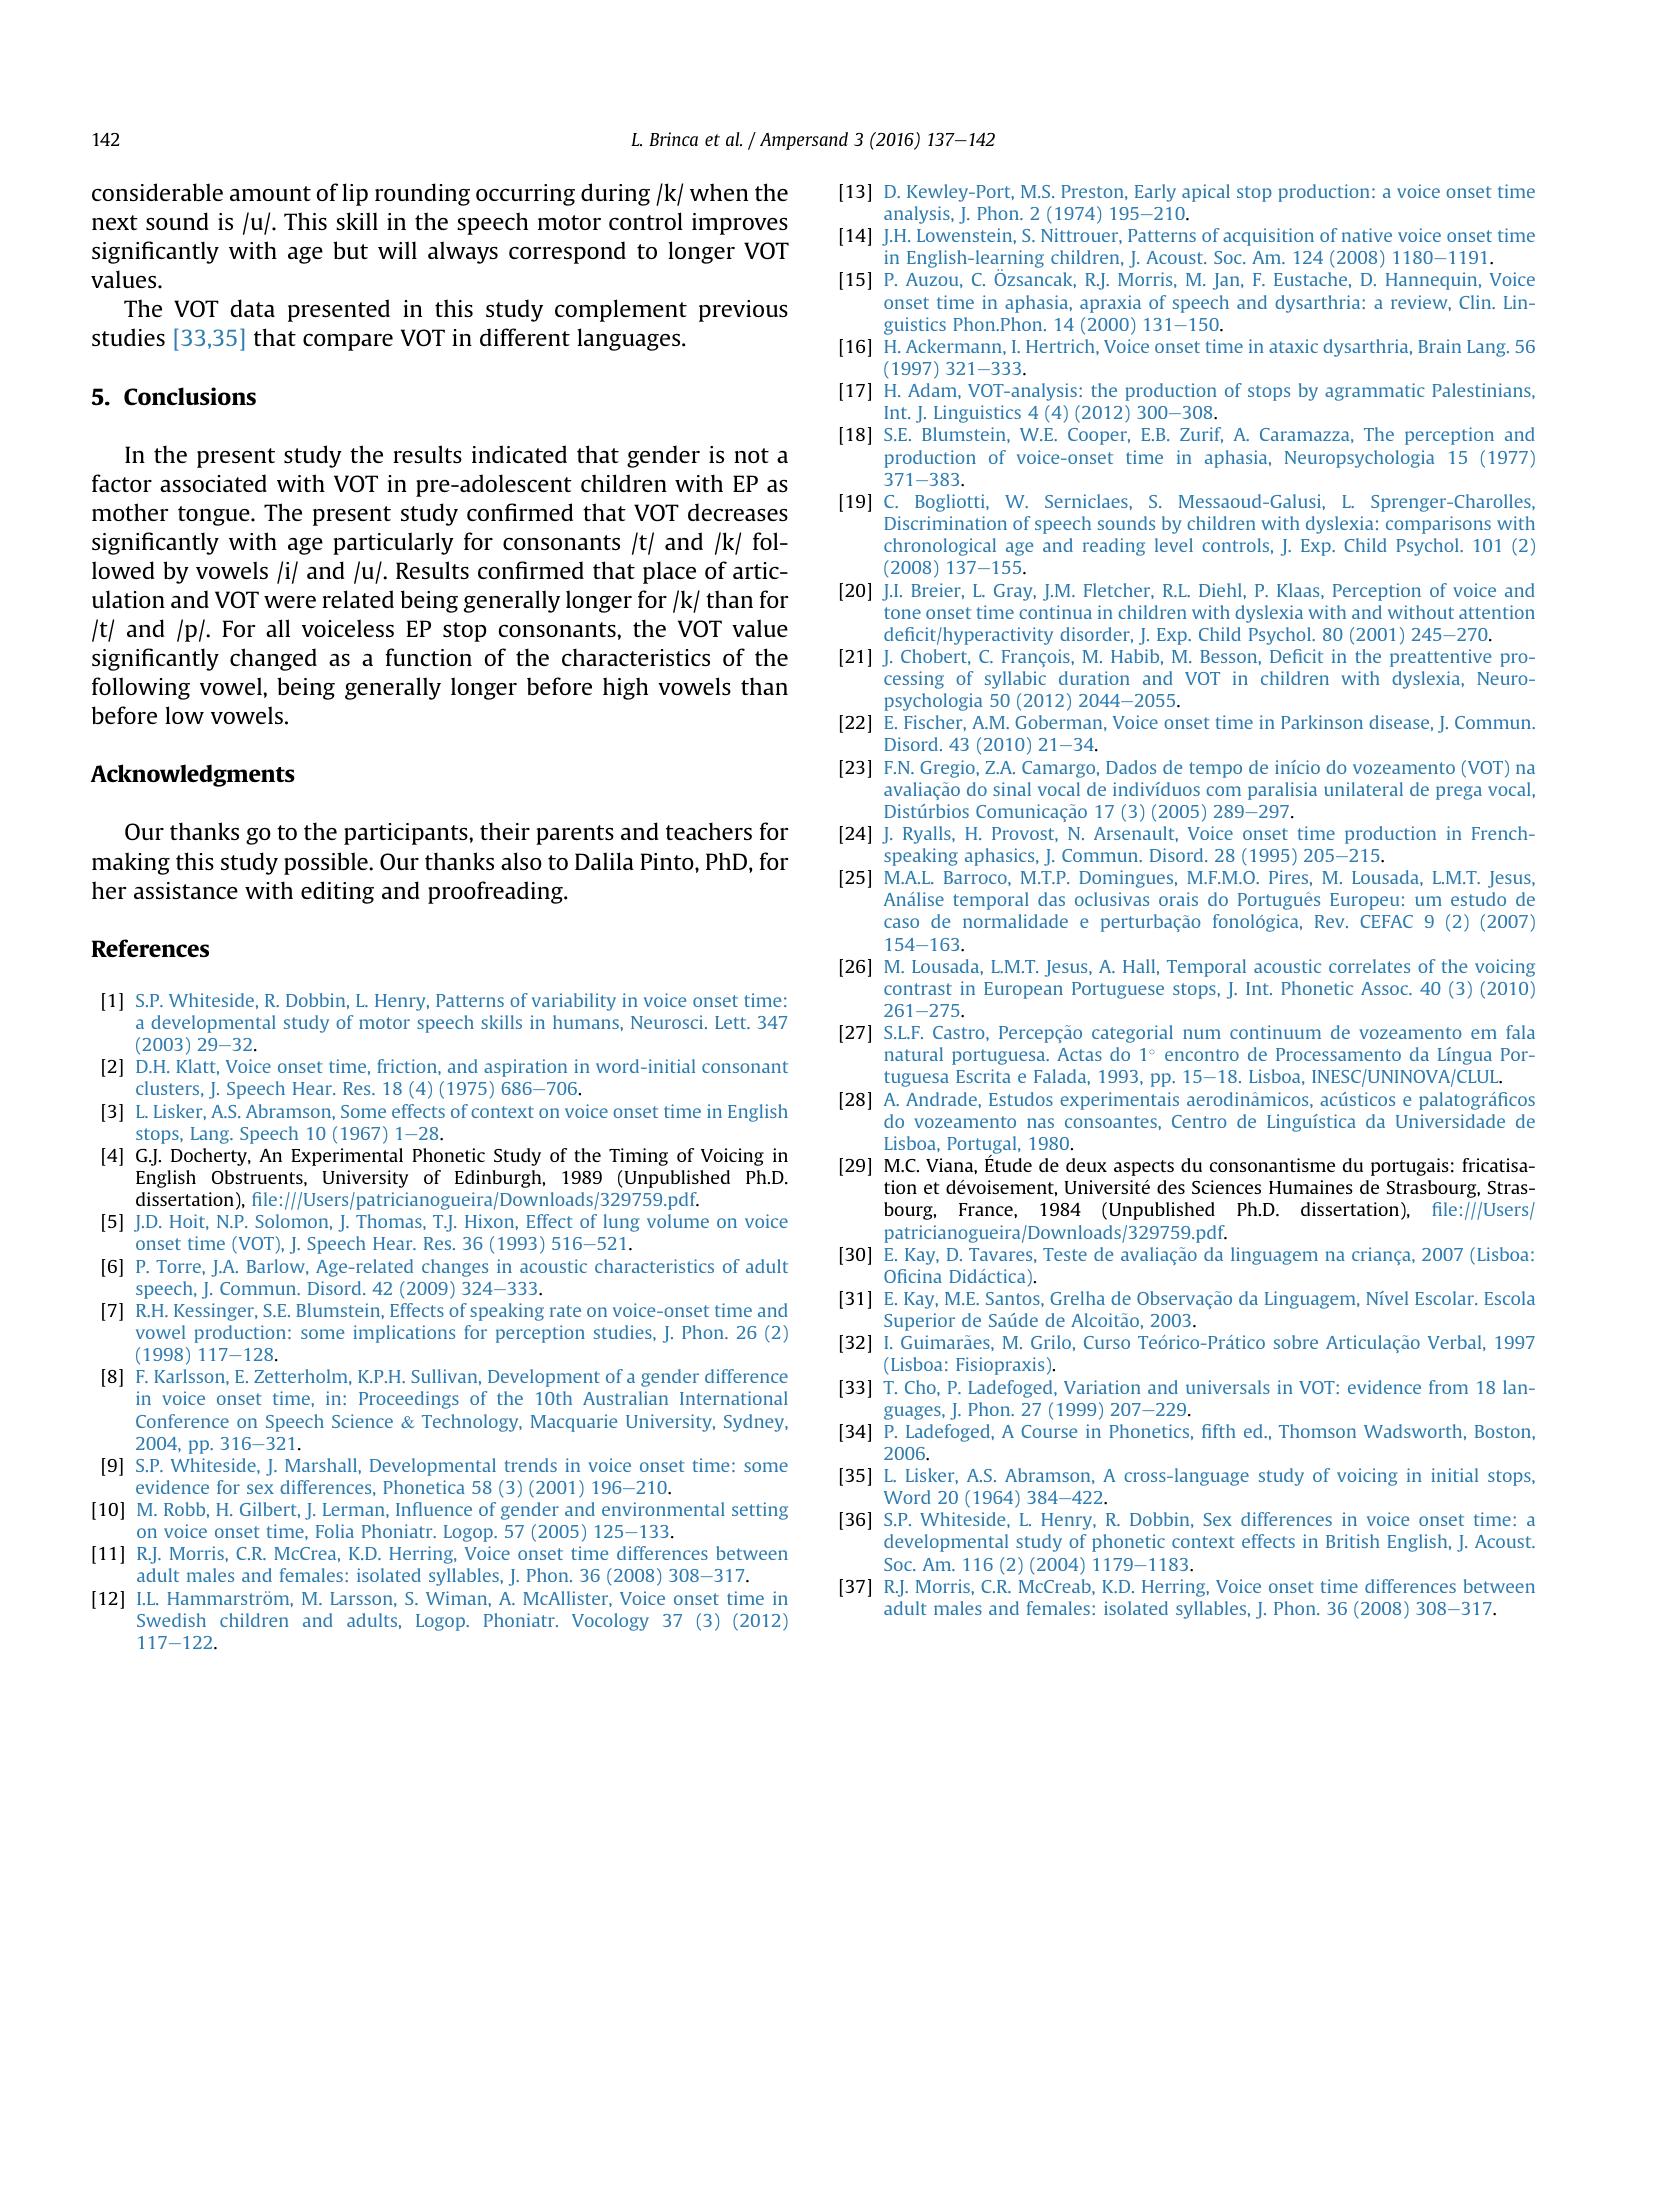 142
L. Brinca et al. / Ampersand 3 (2016) 137–142
considerable amount of lip rounding occurring during /k/ when the
next sound is /u/. This skill in the speech motor control improves
significantly with age but will always correspond to longer VOT
values.
The VOT data presented in this study complement previous
studies [33,35] that compare VOT in different languages.
5. Conclusions
In the present study the results indicated that gender is not a
factor associated with VOT in pre-adolescent children with EP as
mother tongue. The present study confirmed that VOT decreases
significantly with age particularly for consonants /t/ and /k/ fol-
lowed by vowels /i/ and /u/. Results confirmed that place of artic-
ulation and VOT were related being generally longer for /k/ than for
/t/ and /p/. For all voiceless EP stop consonants, the VOT value
significantly changed as a function of the characteristics of the
following vowel, being generally longer before high vowels than
before low vowels.
Acknowledgments
Our thanks go to the participants, their parents and teachers for
making this study possible. Our thanks also to Dalila Pinto, PhD, for
her assistance with editing and proofreading.
References
[1] S.P. Whiteside, R. Dobbin, L. Henry, Patterns of variability in voice onset time:
a developmental study of motor speech skills in humans, Neurosci. Lett. 347
(2003) 29–32.
[2] D.H. Klatt, Voice onset time, friction, and aspiration in word-initial consonant
clusters, J. Speech Hear. Res. 18 (4) (1975) 686–706.
[3] L. Lisker, A.S. Abramson, Some effects of context on voice onset time in English
stops, Lang. Speech 10 (1967) 1–28.
[4] G.J. Docherty, An Experimental Phonetic Study of the Timing of Voicing in
English Obstruents, University of Edinburgh, 1989 (Unpublished Ph.D.
dissertation), file:///Users/patricianogueira/Downloads/329759.pdf.
[5] J.D. Hoit, N.P. Solomon, J. Thomas, T.J. Hixon, Effect of lung volume on voice
onset time (VOT), J. Speech Hear. Res. 36 (1993) 516–521.
[6] P. Torre, J.A. Barlow, Age-related changes in acoustic characteristics of adult
speech, J. Commun. Disord. 42 (2009) 324–333.
[7] R.H. Kessinger, S.E. Blumstein, Effects of speaking rate on voice-onset time and
vowel production: some implications for perception studies, J. Phon. 26 (2)
(1998) 117–128.
[8] F. Karlsson, E. Zetterholm, K.P.H. Sullivan, Development of a gender difference
in voice onset time, in: Proceedings of the 10th Australian International
Conference on Speech Science & Technology, Macquarie University, Sydney,
2004, pp. 316–321.
[9] S.P. Whiteside, J. Marshall, Developmental trends in voice onset time: some
evidence for sex differences, Phonetica 58 (3) (2001) 196–210.
[10] M. Robb, H. Gilbert, J. Lerman, Influence of gender and environmental setting
on voice onset time, Folia Phoniatr. Logop. 57 (2005) 125–133.
[11] R.J. Morris, C.R. McCrea, K.D. Herring, Voice onset time differences between
adult males and females: isolated syllables, J. Phon. 36 (2008) 308–317.
[12] I.L. Hammarström, M. Larsson, S. Wiman, A. McAllister, Voice onset time in
Swedish children and adults, Logop. Phoniatr. Vocology 37 (3) (2012)
117–122.
[13] D. Kewley-Port, M.S. Preston, Early apical stop production: a voice onset time
analysis, J. Phon. 2 (1974) 195–210.
[14] J.H. Lowenstein, S. Nittrouer, Patterns of acquisition of native voice onset time
in English-learning children, J. Acoust. Soc. Am. 124 (2008) 1180–1191.
[15] P. Auzou, C. Özsancak, R.J. Morris, M. Jan, F. Eustache, D. Hannequin, Voice
onset time in aphasia, apraxia of speech and dysarthria: a review, Clin. Lin-
guistics Phon.Phon. 14 (2000) 131–150.
[16] H. Ackermann, I. Hertrich, Voice onset time in ataxic dysarthria, Brain Lang. 56
(1997) 321–333.
[17] H. Adam, VOT-analysis: the production of stops by agrammatic Palestinians,
Int. J. Linguistics 4 (4) (2012) 300–308.
[18] S.E. Blumstein, W.E. Cooper, E.B. Zurif, A. Caramazza, The perception and
production of voice-onset time in aphasia, Neuropsychologia 15 (1977)
371–383.
[19] C. Bogliotti, W. Serniclaes, S. Messaoud-Galusi, L. Sprenger-Charolles,
Discrimination of speech sounds by children with dyslexia: comparisons with
chronological age and reading level controls, J. Exp. Child Psychol. 101 (2)
(2008) 137–155.
[20] J.I. Breier, L. Gray, J.M. Fletcher, R.L. Diehl, P. Klaas, Perception of voice and
tone onset time continua in children with dyslexia with and without attention
deficit/hyperactivity disorder, J. Exp. Child Psychol. 80 (2001) 245–270.
[21] J. Chobert, C. François, M. Habib, M. Besson, Deficit in the preattentive pro-
cessing of syllabic duration and VOT in children with dyslexia, Neuro-
psychologia 50 (2012) 2044–2055.
[22] E. Fischer, A.M. Goberman, Voice onset time in Parkinson disease, J. Commun.
Disord. 43 (2010) 21–34.
[23] F.N. Gregio, Z.A. Camargo, Dados de tempo de início do vozeamento (VOT) na
avaliação do sinal vocal de indivíduos com paralisia unilateral de prega vocal,
Distúrbios Comunicação 17 (3) (2005) 289–297.
[24] J. Ryalls, H. Provost, N. Arsenault, Voice onset time production in French-
speaking aphasics, J. Commun. Disord. 28 (1995) 205–215.
[25] M.A.L. Barroco, M.T.P. Domingues, M.F.M.O. Pires, M. Lousada, L.M.T. Jesus,
Análise temporal das oclusivas orais do Português Europeu: um estudo de
caso de normalidade e perturbação fonológica, Rev. CEFAC 9 (2) (2007)
154–163.
[26] M. Lousada, L.M.T. Jesus, A. Hall, Temporal acoustic correlates of the voicing
contrast in European Portuguese stops, J. Int. Phonetic Assoc. 40 (3) (2010)
261–275.
[27] S.L.F. Castro, Percepção categorial num continuum de vozeamento em fala
natural portuguesa. Actas do 1° encontro de Processamento da Língua Por-
tuguesa Escrita e Falada, 1993, pp. 15–18. Lisboa, INESC/UNINOVA/CLUL.
[28] A. Andrade, Estudos experimentais aerodinâmicos, acústicos e palatográficos
do vozeamento nas consoantes, Centro de Linguística da Universidade de
Lisboa, Portugal, 1980.
[29] M.C. Viana, Étude de deux aspects du consonantisme du portugais: fricatisa-
tion et dévoisement, Université des Sciences Humaines de Strasbourg, Stras-
bourg, France, 1984 (Unpublished Ph.D. dissertation), file:///Users/
patricianogueira/Downloads/329759.pdf.
[30] E. Kay, D. Tavares, Teste de avaliação da linguagem na criança, 2007 (Lisboa:
Oficina Didáctica).
[31] E. Kay, M.E. Santos, Grelha de Observação da Linguagem, Nível Escolar. Escola
Superior de Saúde de Alcoitão, 2003.
[32] I. Guimarães, M. Grilo, Curso Teórico-Prático sobre Articulação Verbal, 1997
(Lisboa: Fisiopraxis).
[33] T. Cho, P. Ladefoged, Variation and universals in VOT: evidence from 18 lan-
guages, J. Phon. 27 (1999) 207–229.
[34] P. Ladefoged, A Course in Phonetics, fifth ed., Thomson Wadsworth, Boston,
2006.
[35] L. Lisker, A.S. Abramson, A cross-language study of voicing in initial stops,
Word 20 (1964) 384–422.
[36] S.P. Whiteside, L. Henry, R. Dobbin, Sex differences in voice onset time: a
developmental study of phonetic context effects in British English, J. Acoust.
Soc. Am. 116 (2) (2004) 1179–1183.
[37] R.J. Morris, C.R. McCreab, K.D. Herring, Voice onset time differences between
adult males and females: isolated syllables, J. Phon. 36 (2008) 308–317.